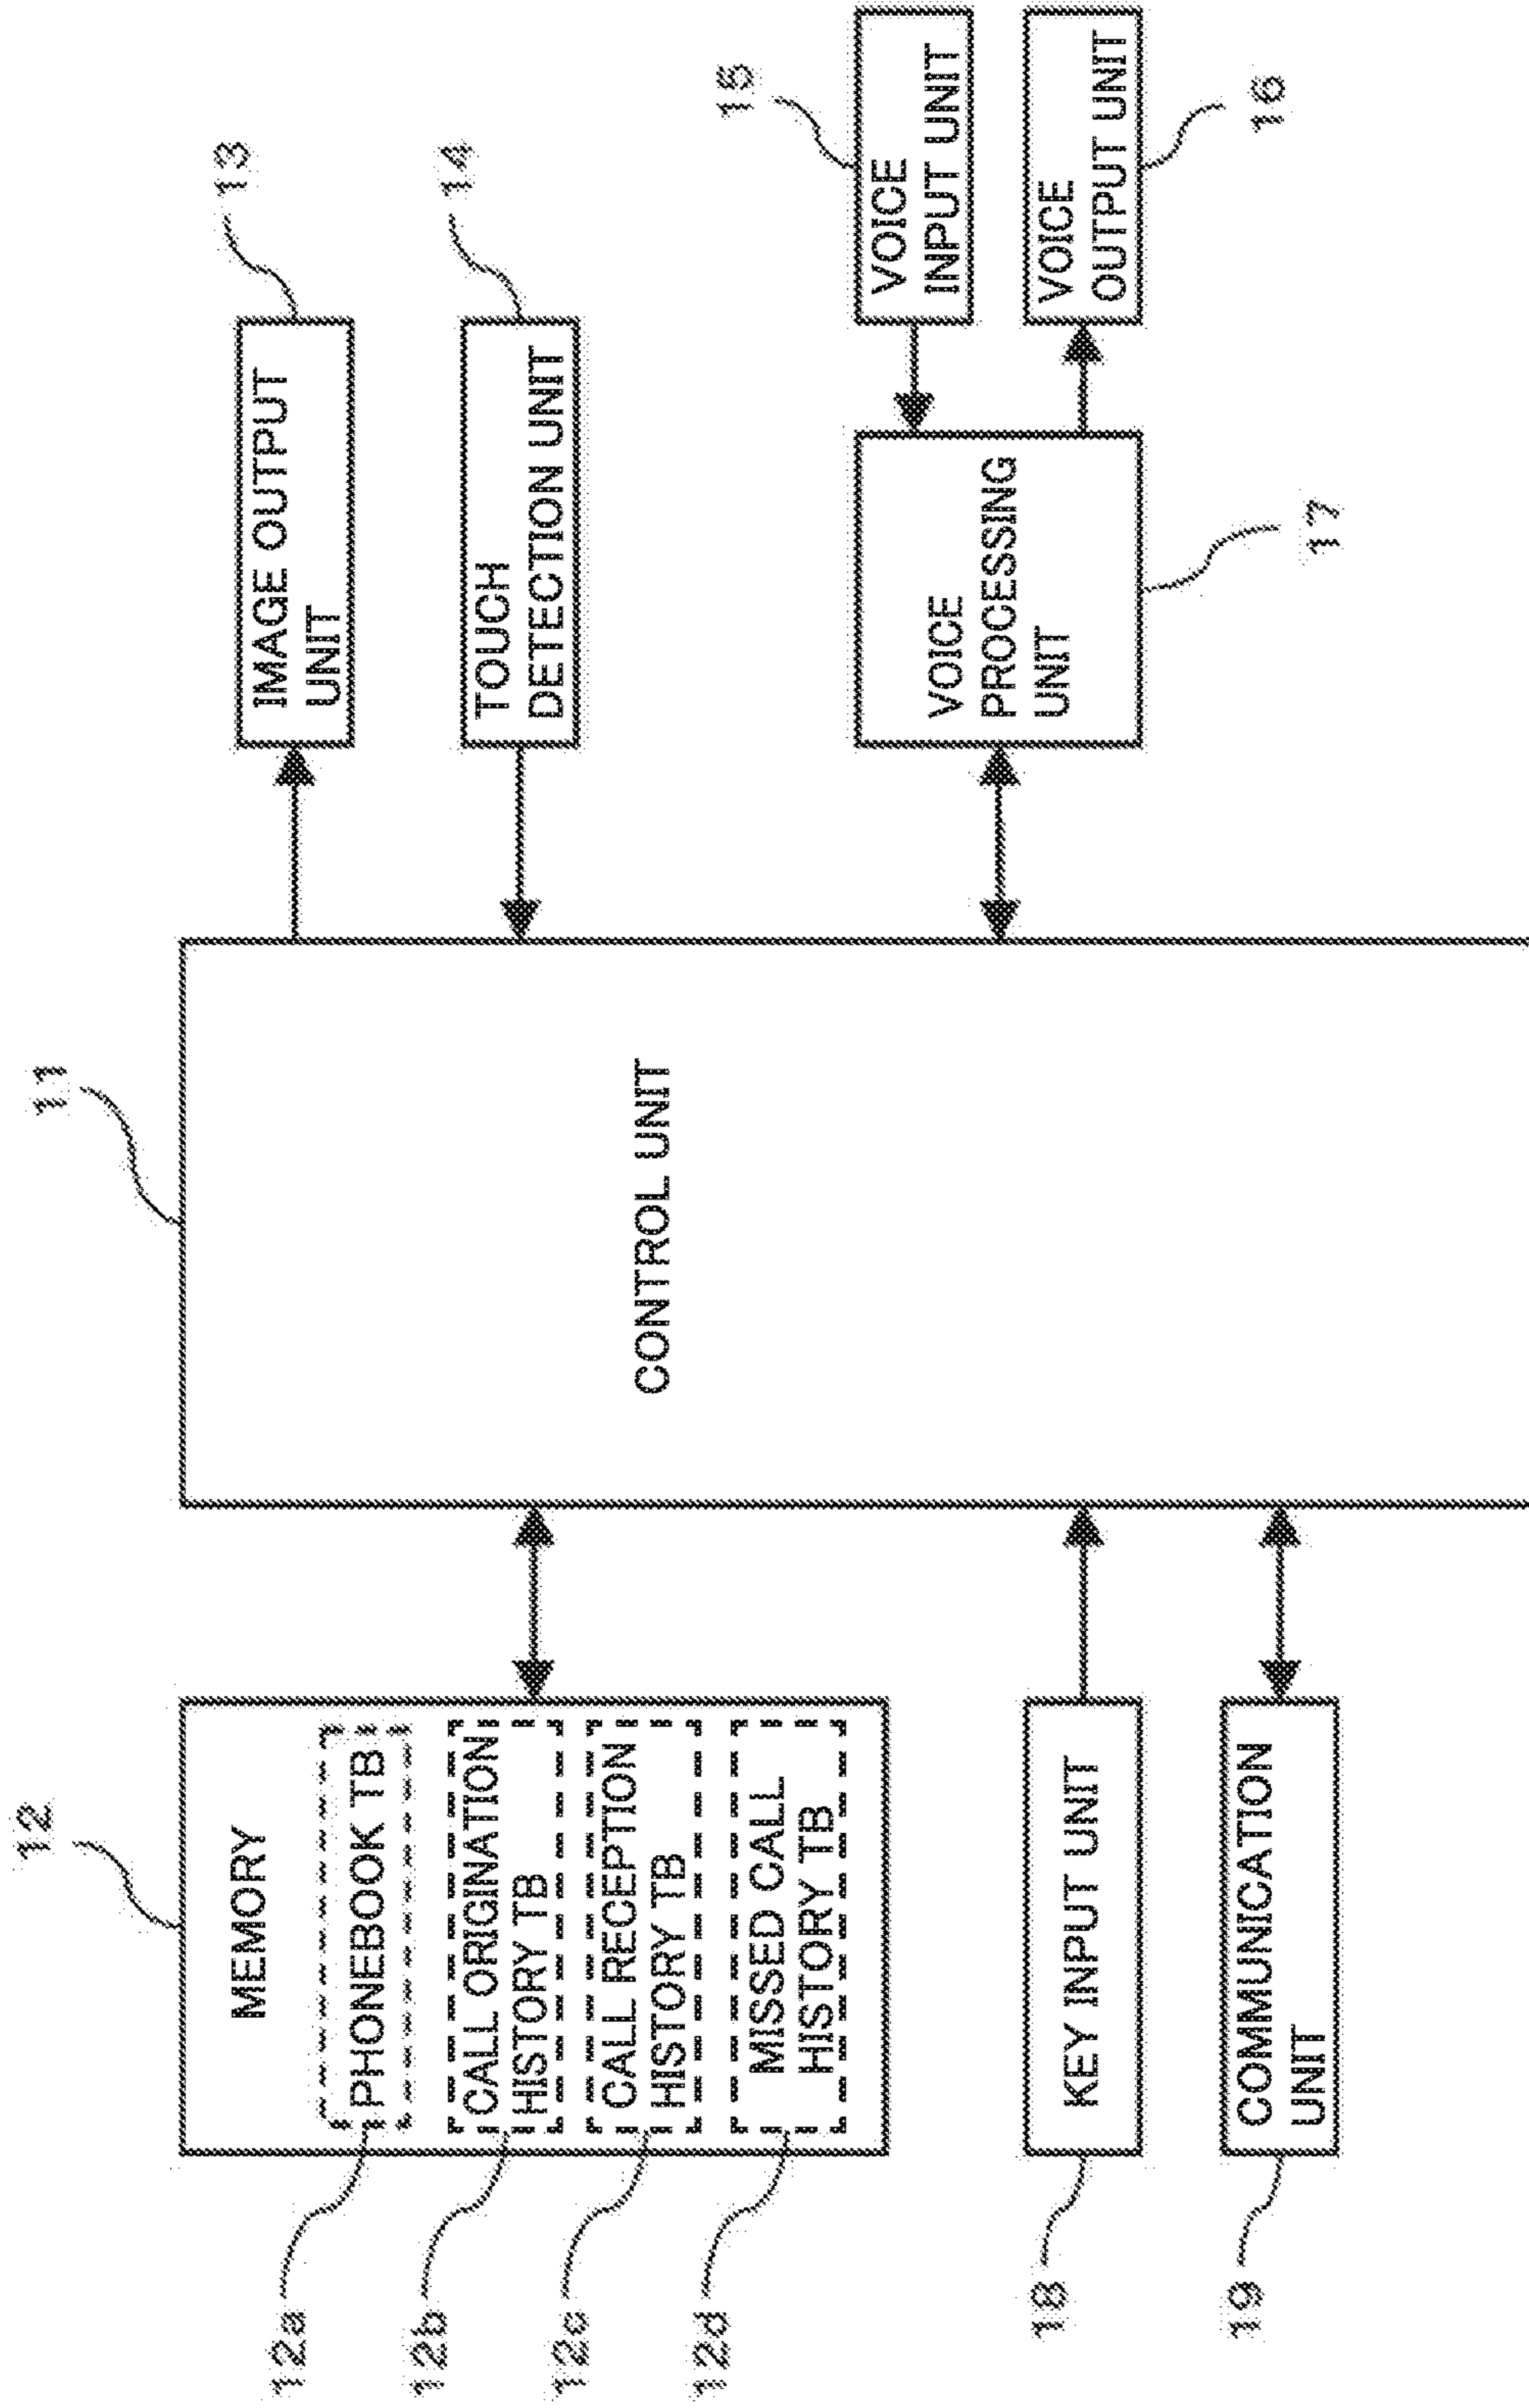 12
MEMORY
12a
PHONEBOOK TB
12b
CALL ORIGINATION
HISTORY TB
12c
CALL RECEPTION
HISTORY TB
12d
MISSED CALL
HISTORY TB
18
KEY INPUT UNIT
19
COMMUNICATION
UNIT
11
CONTROL UNIT
13
IMAGE OUTPUT
UNIT
14
TOUCH
DETECTION UNIT
VOICE
PROCESSING
UNIT
17
15
VOICE
INPUT UNIT
VOICE
OUTPUT UNIT
16